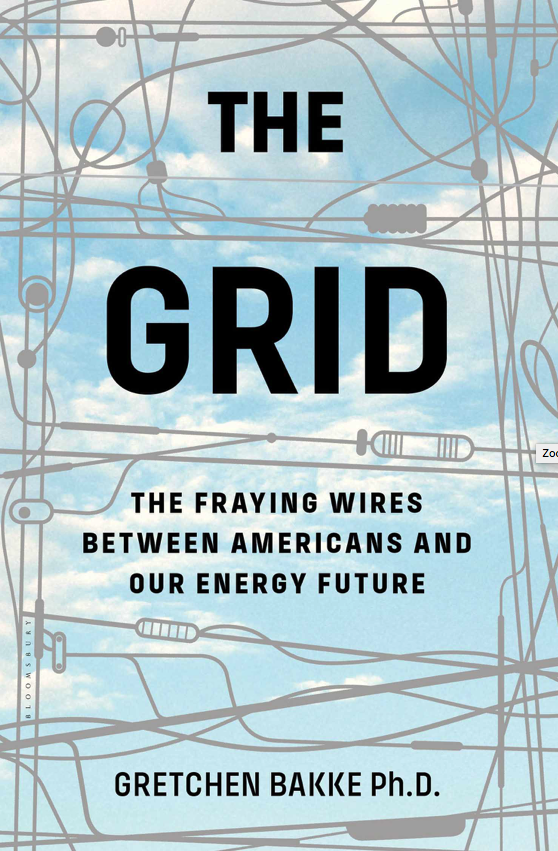 THE
GRID
THE FRAYING WIRES
BETWEEN AMERICANS AND
OUR ENERGY FUTURE
BLOOMSBURY
GRETCHEN BAKKE Ph.D.